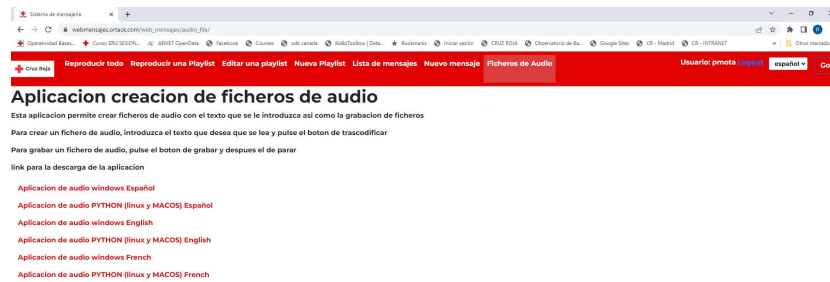 Sistema de mensajeria
webmensajes.ortack.com/web_mensajes/audio_file/
Operatividad Bases... Curso: ERU SESION... AEMET OpenData Facebook Courses odk canada KoBoToolbox | Data... Bookmarks Iniciar sesión CRUZ ROJA Observatorio de Ba... Google Sites CR - Madrid CR - INTRANET Otros marcado
Cruz Roja Reproducir todo Reproducir una Playlist Editar una playlist Nueva Playlist Lista de mensajes Nuevo mensaje Ficheros de Audio Usuario: pmota Logout español Go
Aplicacion creacion de ficheros de audio
Esta aplicacion permite crear ficheros de audio con el texto que se le introduzca asi como la grabacion de ficheros
Para crear un fichero de audio, introduzca el texto que desea que se lea y pulse el boton de trascodificar
Para grabar un fichero de audio, pulse el boton de grabar y despues el de parar
link para la descarga de la aplicacion
Aplicacion de audio windows Español
Aplicacion de audio PYTHON (linux y MACOS) Español
Aplicacion de audio windows English
Aplicacion de audio PYTHON (linux y MACOS) English
Aplicacion de audio windows French
Aplicacion de audio PYTHON (linux y MACOS) French